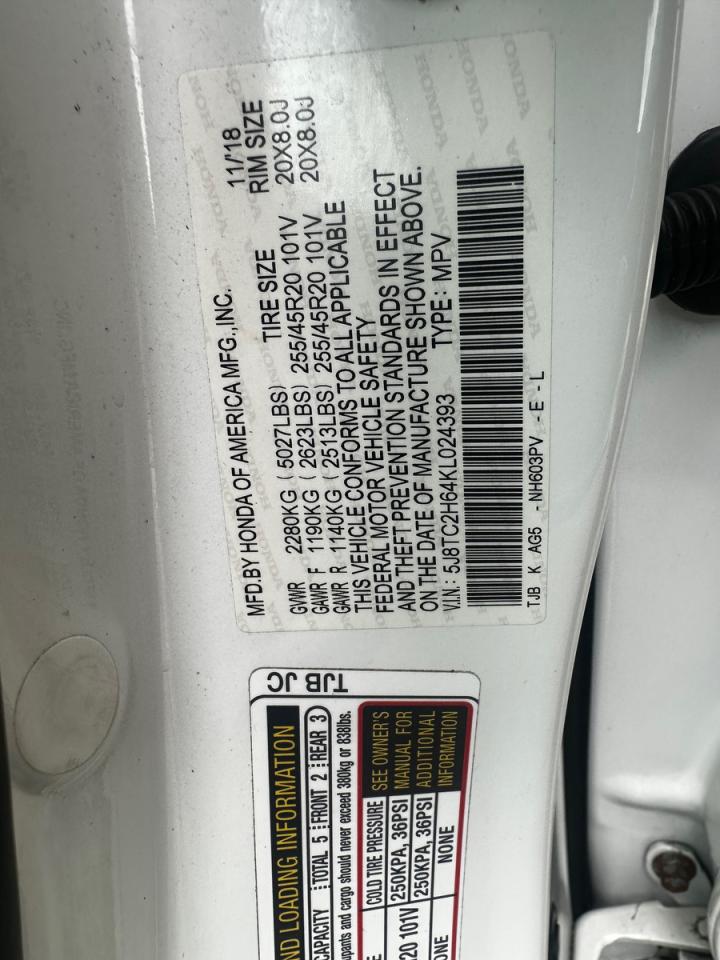 MFD.BY HONDA OF AMERICA MFG.,INC. 11/'18
GVWR 2280KG ( 5027LBS) TIRE SIZE RIM SIZE
GAWR F 1190KG ( 2623LBS) 255/45R20 101V 20X8.0J
GAWR R 1140KG ( 2513LBS) 255/45R20 101V 20X8.0J
THIS VEHICLE CONFORMS TO ALL APPLICABLE
FEDERAL MOTOR VEHICLE SAFETY
AND THEFT PREVENTION STANDARDS IN EFFECT
ON THE DATE OF MANUFACTURE SHOWN ABOVE.
V.I.N.: 5J8TC2H64KL024393 TYPE : MPV
TJB K AG5 -NH603PV -E-L
TJB JC
ND LOADING INFORMATION
CAPACITY TOTAL 5 FRONT 2 REAR 3
upants and cargo should never exceed 380kg or 838lbs.
COLD TIRE PRESSURE SEE OWNER'S
250KPA, 36PSI MANUAL FOR
R20 101V 250KPA, 36PSI ADDITIONAL
ONE NONE INFORMATION